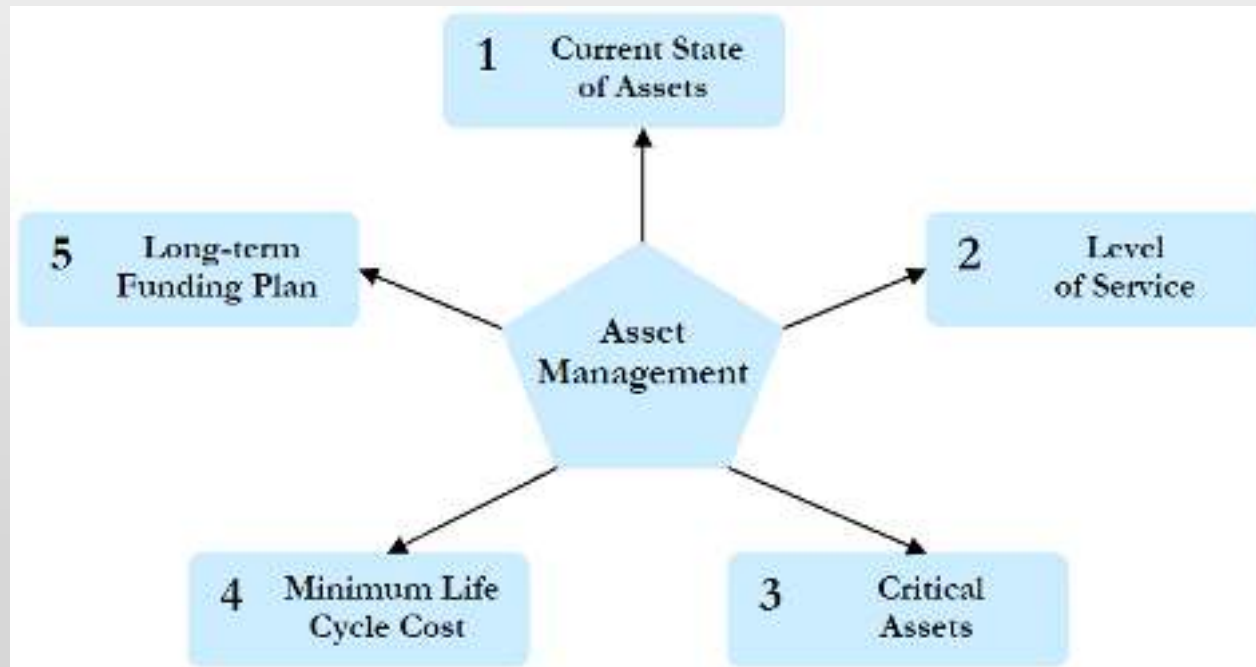 1 Current State
of Assets
5 Long-term
Funding Plan
2 Level
of Service
Asset
Management
4 Minimum Life
Cycle Cost
3 Critical
Assets